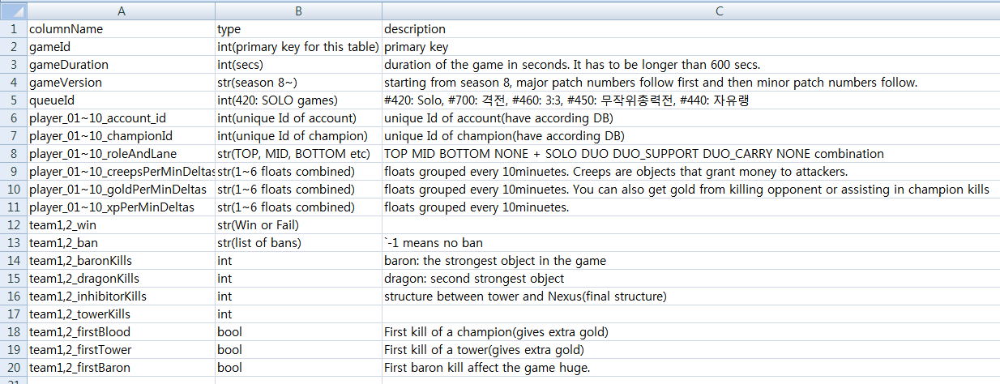 A B C
1 columnName type description
2 gameId int(primary key for this table) primary key
3 gameDuration int(secs) duration of the game in seconds. It has to be longer than 600 secs.
4 gameVersion str(season 8~) starting from season 8, major patch numbers follow first and then minor patch numbers follow.
5 queueId int(420: SOLO games) #420: Solo, #700: 격전, #460: 3:3, #450: 무작위총력전, #440: 자유랭
6 player_01~10_account_id int(unique Id of account) unique Id of account(have according DB)
7 player_01~10_championId int(unique Id of champion) unique Id of champion(have according DB)
8 player_01~10_roleAndLane str(TOP, MID, BOTTOM etc) TOP MID BOTTOM NONE + SOLO DUO DUO_SUPPORT DUO_CARRY NONE combination
9 player_01~10_creepsPerMinDeltas str(1~6 floats combined) floats grouped every 10minuetes. Creeps are objects that grant money to attackers.
10 player_01~10_goldPerMinDeltas str(1~6 floats combined) floats grouped every 10minuetes. You can also get gold from killing opponent or assisting in champion kills
11 player_01~10_xpPerMinDeltas str(1~6 floats combined) floats grouped every 10minuetes.
12 team1,2_win str(Win or Fail)
13 team1,2_ban str(list of bans) `-1 means no ban
14 team1,2_baronKills int baron: the strongest object in the game
15 team1,2_dragonKills int dragon: second strongest object
16 team1,2_inhibitorKills int structure between tower and Nexus(final structure)
17 team1,2_towerKills int
18 team1,2_firstBlood bool First kill of a champion(gives extra gold)
19 team1,2_firstTower bool First kill of a tower(gives extra gold)
20 team1,2_firstBaron bool First baron kill affect the game huge.